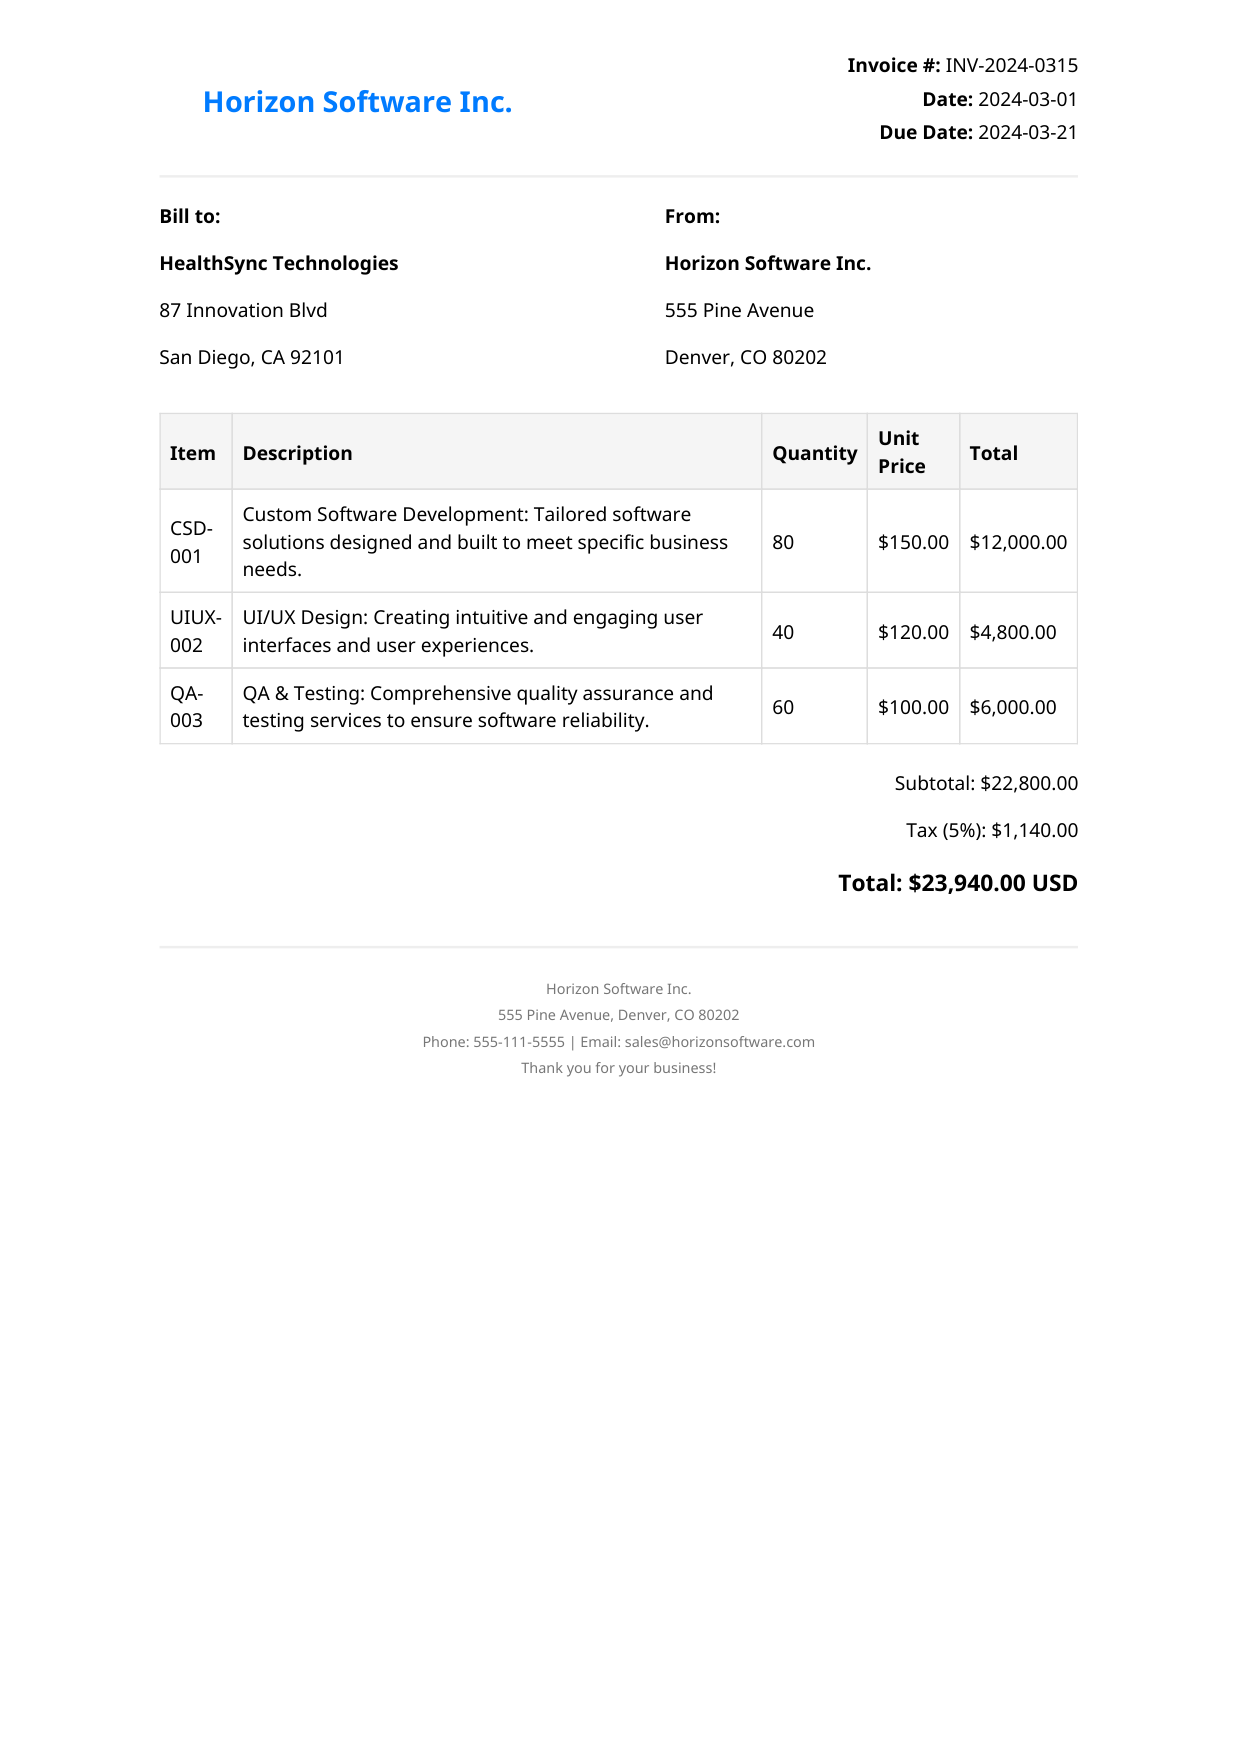 Horizon Software Inc.
Invoice #: INV-2024-0315
Date: 2024-03-01
Due Date: 2024-03-21
Bill to:
HealthSync Technologies
87 Innovation Blvd
San Diego, CA 92101
From:
Horizon Software Inc.
555 Pine Avenue
Denver, CO 80202
Item Description Quantity Unit Price Total
CSD-001 Custom Software Development: Tailored software solutions designed and built to meet specific business needs. 80 $150.00 $12,000.00
UIUX-002 UI/UX Design: Creating intuitive and engaging user interfaces and user experiences. 40 $120.00 $4,800.00
QA-003 QA & Testing: Comprehensive quality assurance and testing services to ensure software reliability. 60 $100.00 $6,000.00
Subtotal: $22,800.00
Tax (5%): $1,140.00
Total: $23,940.00 USD
Horizon Software Inc.
555 Pine Avenue, Denver, CO 80202
Phone: 555-111-5555 | Email: sales@horizonsoftware.com
Thank you for your business!